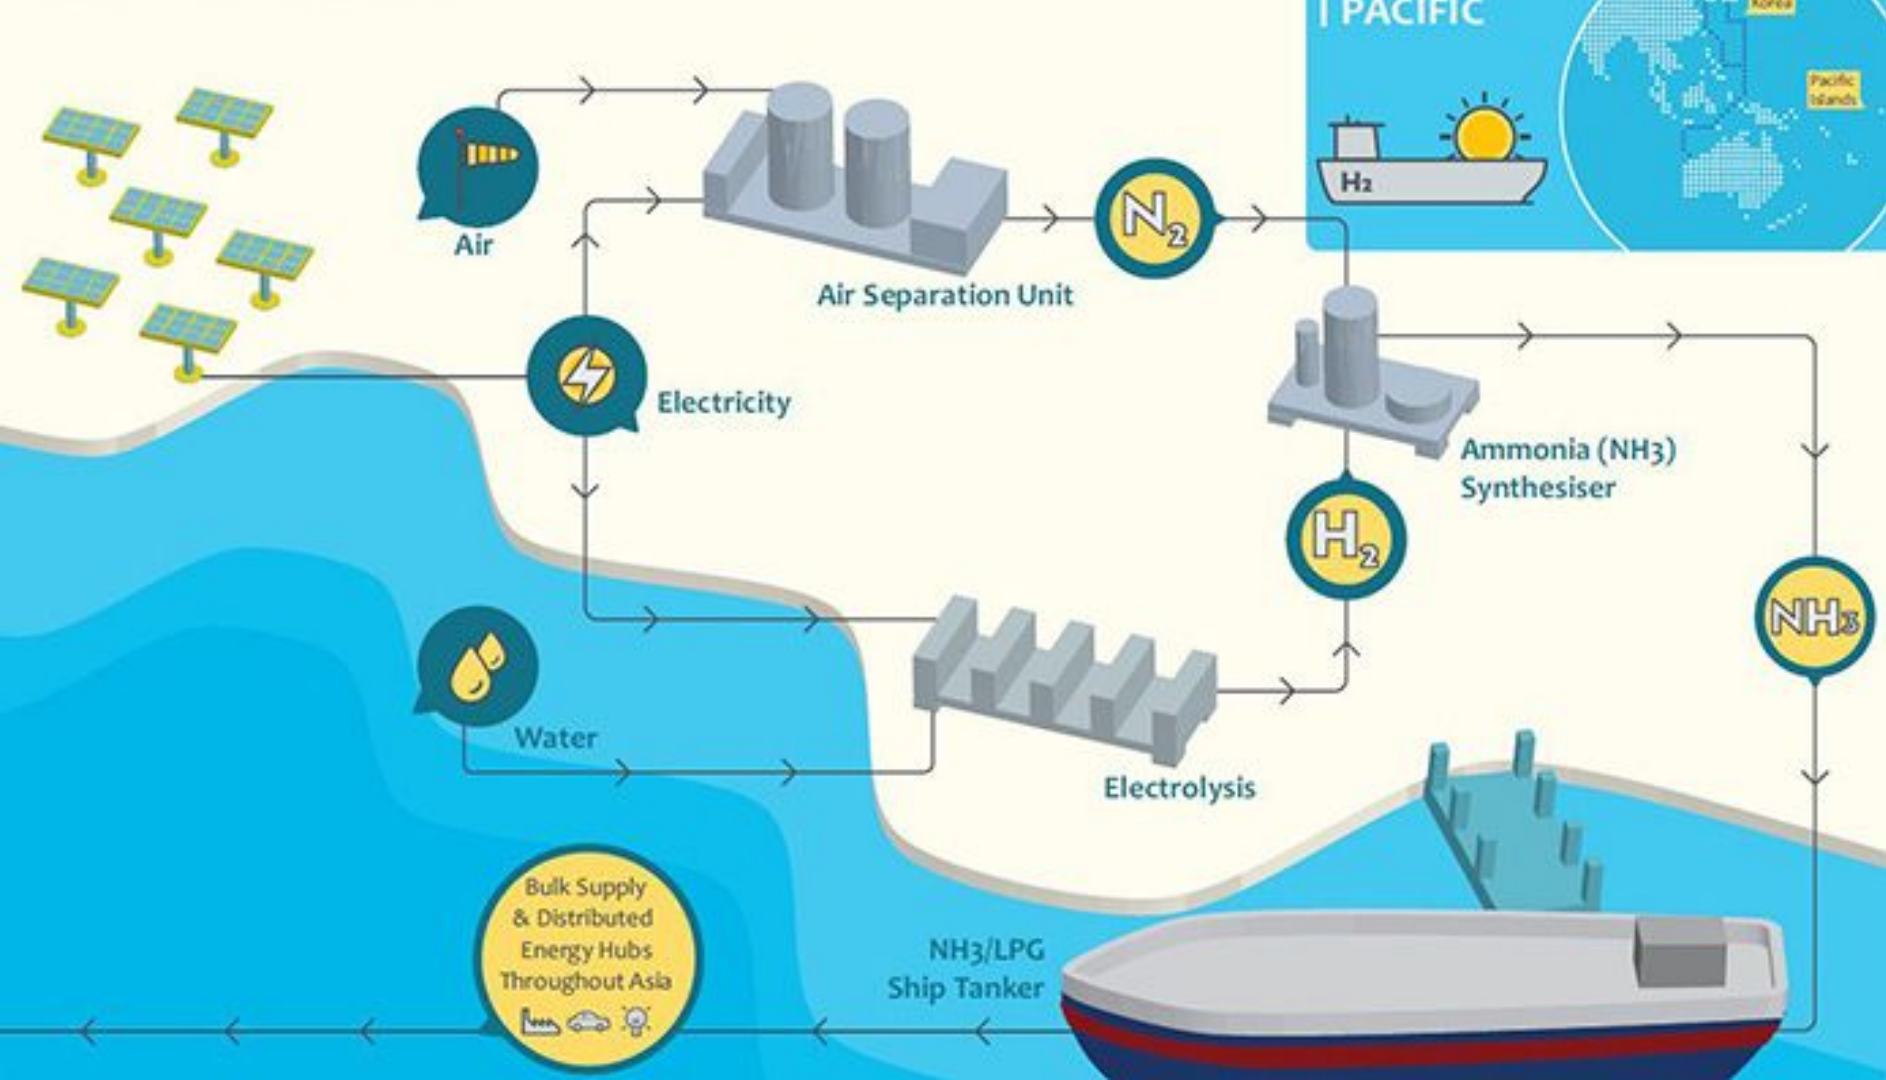 | PACIFIC
Korea
Pacific
Islands
H2
Air
N2
Air Separation Unit
Electricity
Ammonia (NH3)
Synthesiser
H2
NH3
Water
Electrolysis
Bulk Supply
& Distributed
Energy Hubs
Throughout Asia
NH3/LPG
Ship Tanker